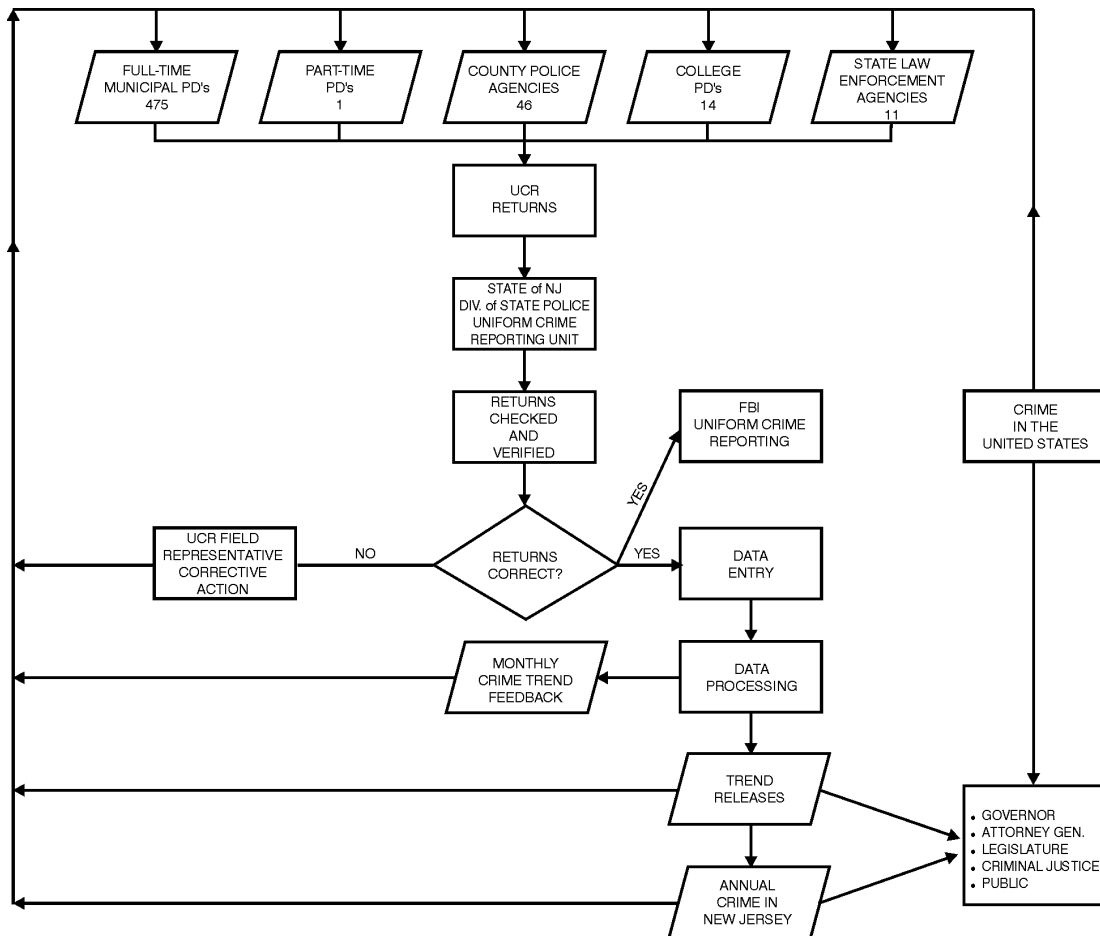 FULL-TIME
MUNICIPAL PD's
475
PART-TIME
PD's
1
COUNTY POLICE
AGENCIES
46
COLLEGE
PD's
14
STATE LAW
ENFORCEMENT
AGENCIES
11
UCR
RETURNS
STATE of NJ
DIV. of STATE POLICE
UNIFORM CRIME
REPORTING UNIT
RETURNS
CHECKED
AND
VERIFIED
FBI
UNIFORM CRIME
REPORTING
CRIME
IN THE
UNITED STATES
YES
UCR FIELD
REPRESENTATIVE
CORRECTIVE
ACTION
NO
RETURNS
CORRECT?
YES
DATA
ENTRY
MONTHLY
CRIME TREND
FEEDBACK
DATA
PROCESSING
TREND
RELEASES
• GOVERNOR
• ATTORNEY GEN.
• LEGISLATURE
• CRIMINAL JUSTICE
• PUBLIC
ANNUAL
CRIME IN
NEW JERSEY